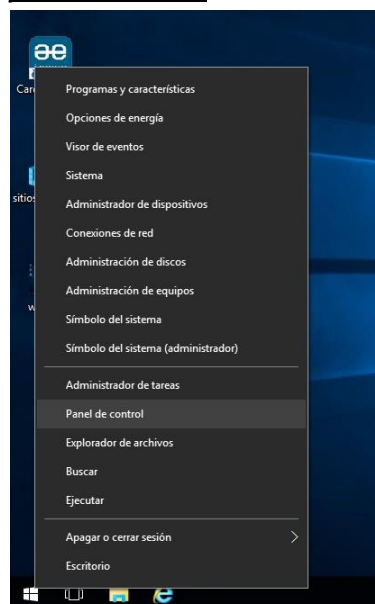 Programas y características
Opciones de energía
Visor de eventos
Sistema
Administrador de dispositivos
Conexiones de red
Administración de discos
Administración de equipos
Símbolo del sistema
Símbolo del sistema (administrador)
Administrador de tareas
Panel de control
Explorador de archivos
Buscar
Ejecutar
Apagar o cerrar sesión
Escritorio